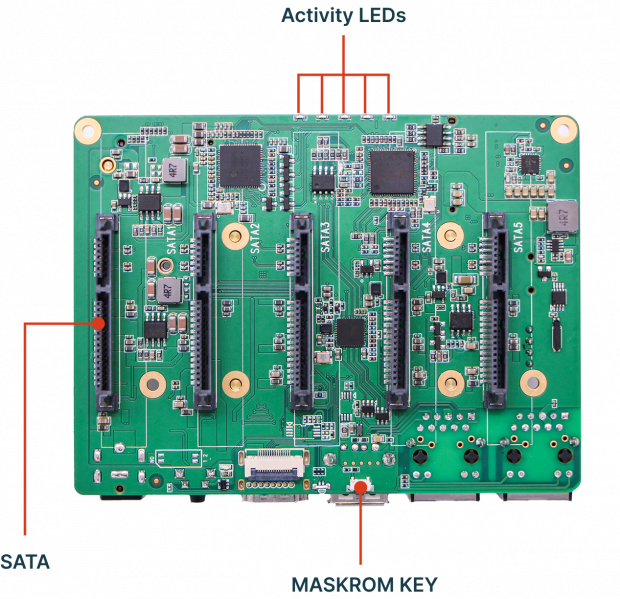 Activity LEDs
4R7
SATA1
SATA2
SATA3
SATA4
SATA5
4R7
4R7
SATA
MASKROM KEY